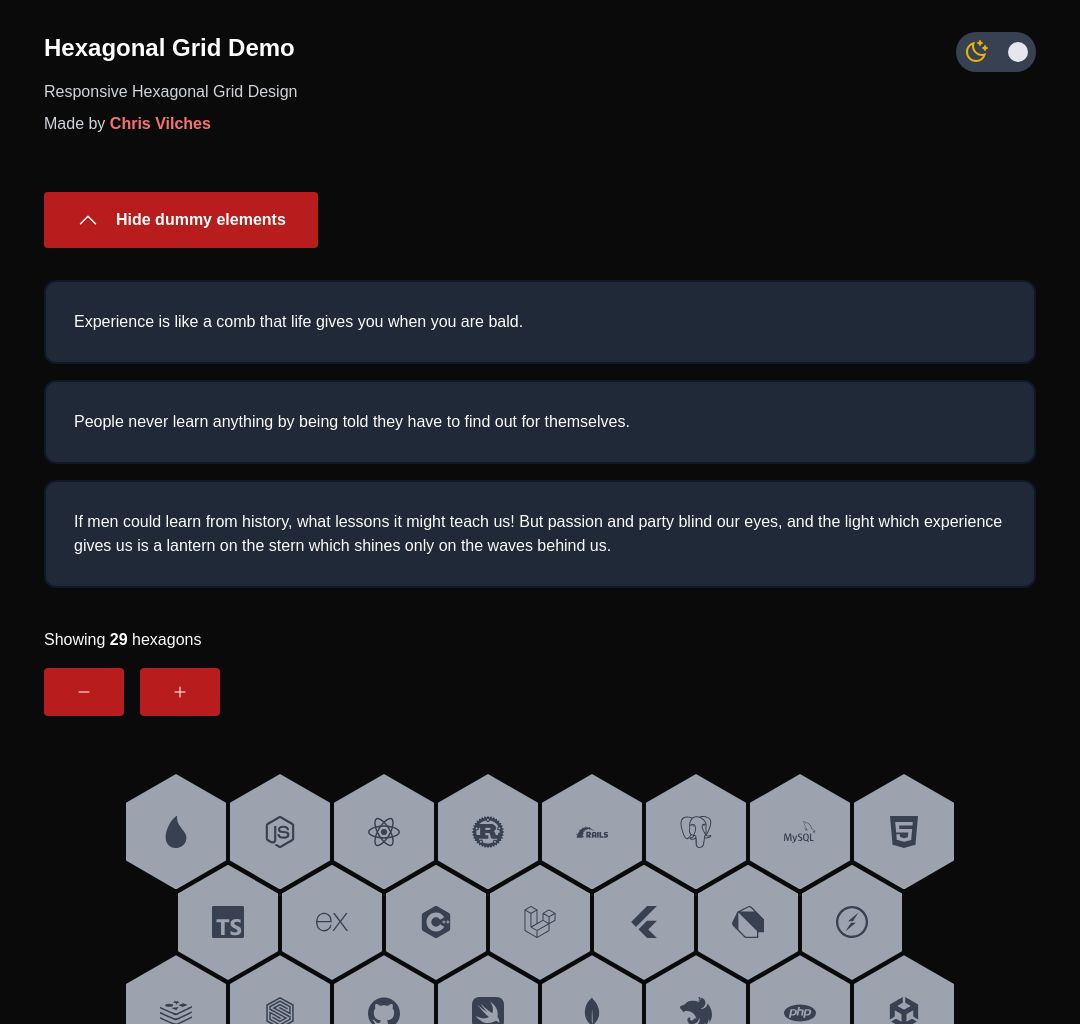 Hexagonal Grid Demo
Responsive Hexagonal Grid Design
Made by Chris Vilches
Hide dummy elements
Experience is like a comb that life gives you when you are bald.
People never learn anything by being told they have to find out for themselves.
If men could learn from history, what lessons it might teach us! But passion and party blind our eyes, and the light which experience
gives us is a lantern on the stern which shines only on the waves behind us.
Showing 29 hexagons
JS
R
RAILS
MySQL
5
TS
ex
C++
php